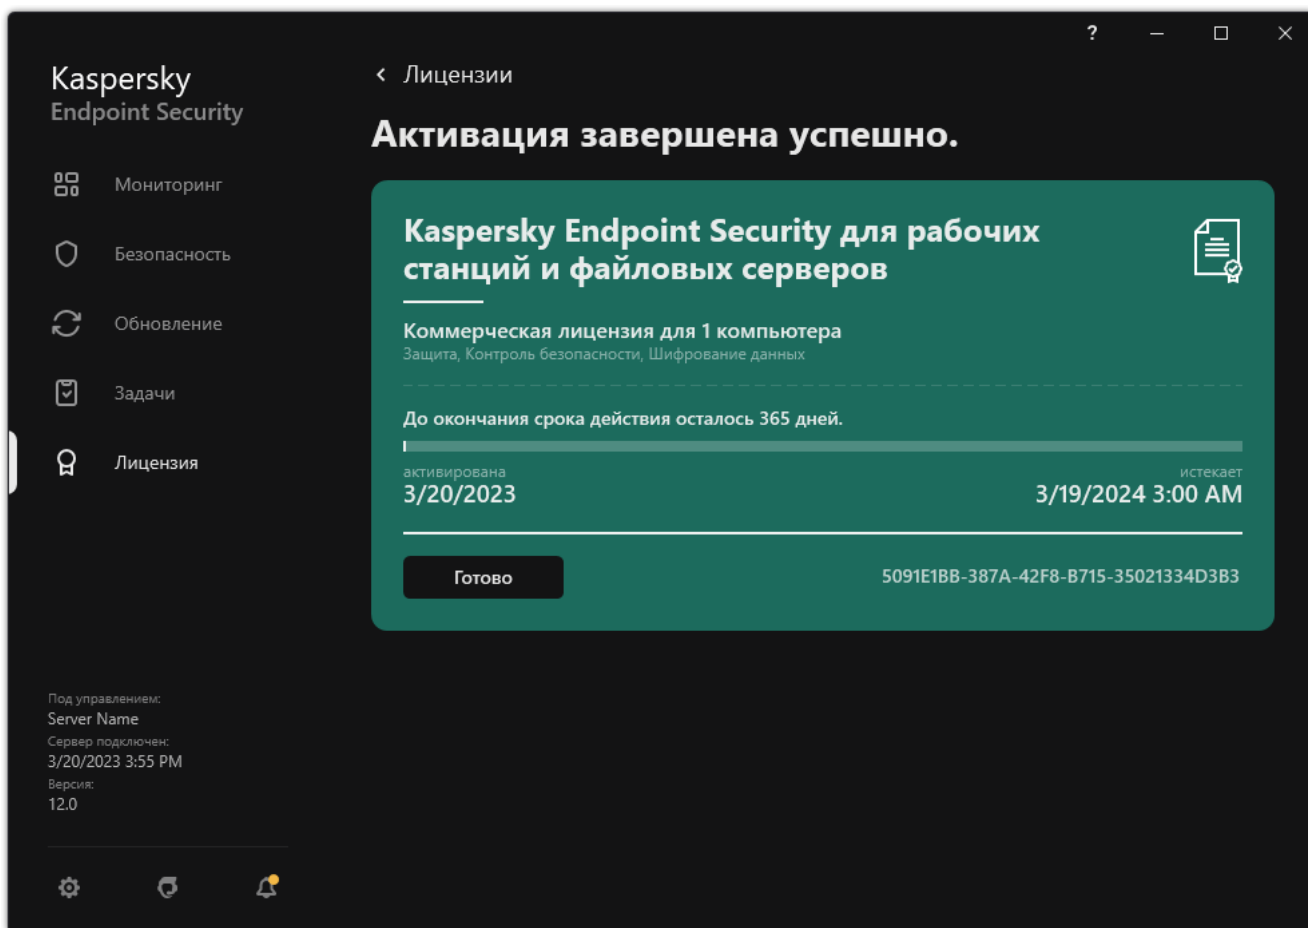 ?
Kaspersky
Endpoint Security
Мониторинг
Безопасность
Обновление
Задачи
Лицензия
Под управлением:
Server Name
Сервер подключен:
3/20/2023 3:55 PM
Версия:
12.0
Лицензии
Активация завершена успешно.
Kaspersky Endpoint Security для рабочих
станций и файловых серверов
Коммерческая лицензия для 1 компьютера
Защита, Контроль безопасности, Шифрование данных
До окончания срока действия осталось 365 дней.
активирована истекает
3/20/2023 3/19/2024 3:00 AM
Готово 5091E1BB-387A-42F8-B715-35021334D3B3